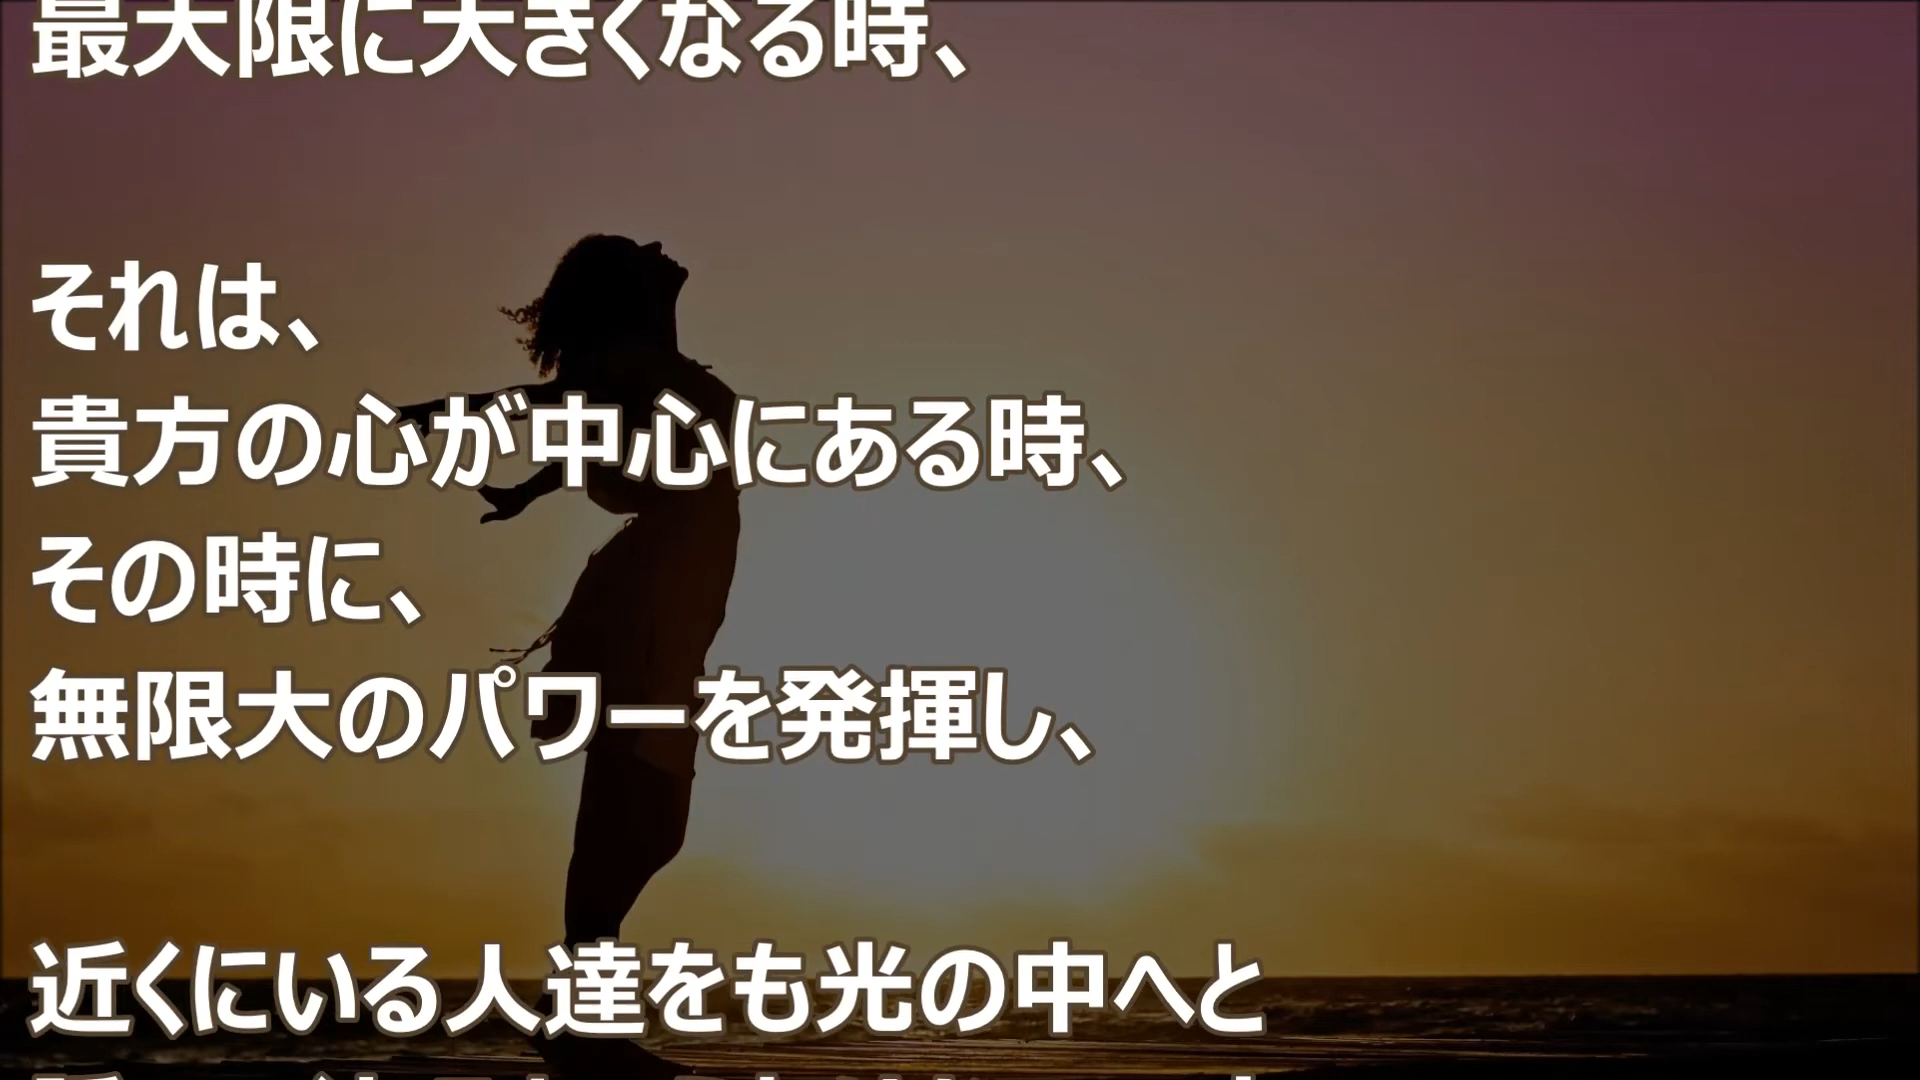 最大限に大きくなる時、
それは、
貴方の心が中心にある時、
その時に、
無限大のパワーを発揮し、
近くにいる人達をも光の中へと